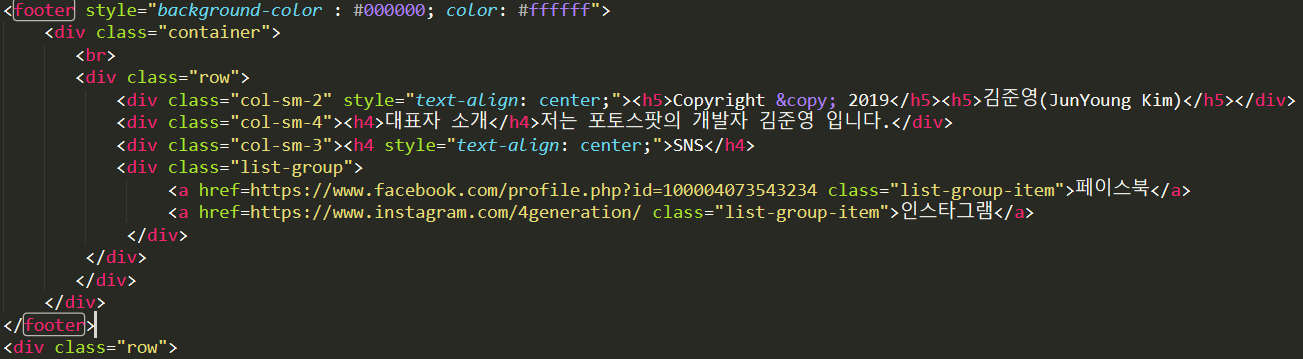 <footer style="background-color : #000000; color: #ffffff">
<div class="container">
<br>
<div class="row">
<div class="col-sm-2" style="text-align: center;"><h5>Copyright &copy; 2019</h5><h5>김준영(JunYoung Kim)</h5></div>
<div class="col-sm-4"><h4>대표자 소개</h4>저는 포토스팟의 개발자 김준영 입니다.</div>
<div class="col-sm-3"><h4 style="text-align: center;">SNS</h4>
<div class="list-group">
<a href=https://www.facebook.com/profile.php?id=100004073543234 class="list-group-item">페이스북</a>
<a href=https://www.instagram.com/4generation/ class="list-group-item">인스타그램</a>
</div>
</div>
</div>
</div>
</footer>
<div class="row">